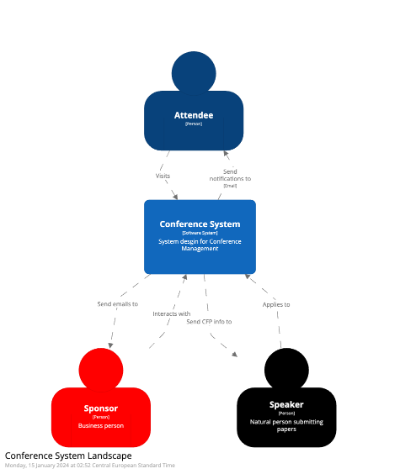 Attendee
[Person]
Visits
Send
notifications to
[Email]
Conference System
[Software System]
System desgin for Conference
Management
Send emails to
Interacts with
Send CFP info to
Applies to
Sponsor
[Person]
Business person
Speaker
[Person]
Natural person submitting
papers
Conference System Landscape
Monday, 15 January 2024 at 02:52 Central European Standard Time